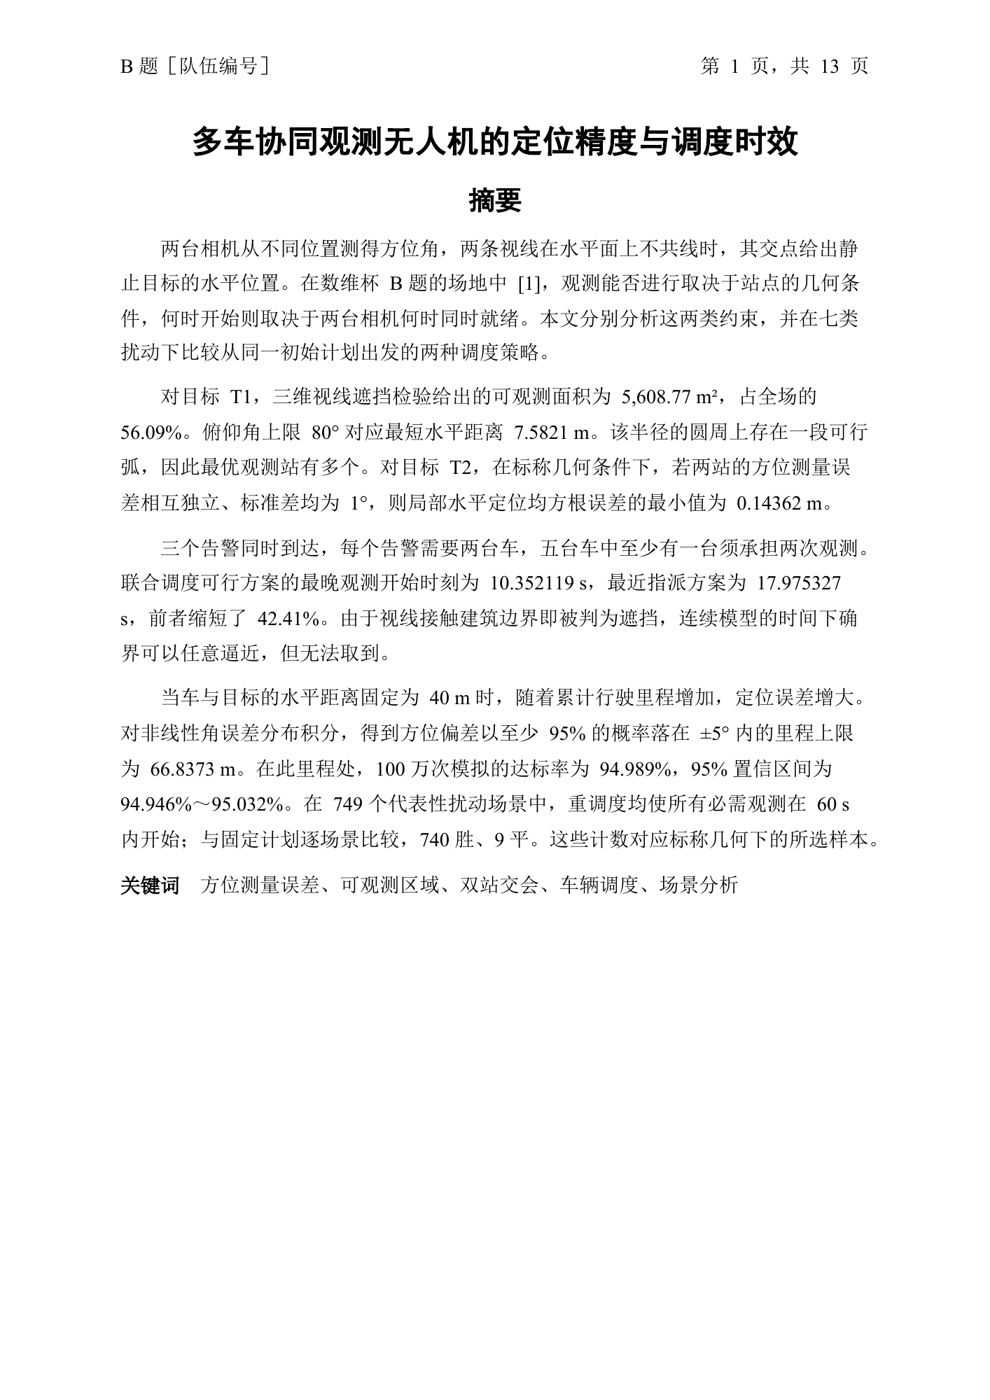 B 题［队伍编号］
第 1 页，共 13 页
多车协同观测无人机的定位精度与调度时效
摘要
两台相机从不同位置测得方位角，两条视线在水平面上不共线时，其交点给出静
止目标的水平位置。在数维杯 B 题的场地中 [1]，观测能否进行取决于站点的几何条
件，何时开始则取决于两台相机何时同时就绪。本文分别分析这两类约束，并在七类
扰动下比较从同一初始计划出发的两种调度策略。
对目标 T1，三维视线遮挡检验给出的可观测面积为 5,608.77 m²，占全场的
56.09%。俯仰角上限 80° 对应最短水平距离 7.5821 m。该半径的圆周上存在一段可行
弧，因此最优观测站有多个。对目标 T2，在标称几何条件下，若两站的方位测量误
差相互独立、标准差均为 1°，则局部水平定位均方根误差的最小值为 0.14362 m。
三个告警同时到达，每个告警需要两台车，五台车中至少有一台须承担两次观测。
联合调度可行方案的最晚观测开始时刻为 10.352119 s，最近指派方案为 17.975327
s，前者缩短了 42.41%。由于视线接触建筑边界即被判为遮挡，连续模型的时间下确
界可以任意逼近，但无法取到。
当车与目标的水平距离固定为 40 m 时，随着累计行驶里程增加，定位误差增大。
对非线性角误差分布积分，得到方位偏差以至少 95% 的概率落在 ±5° 内的里程上限
为 66.8373 m。在此里程处，100 万次模拟的达标率为 94.989%，95% 置信区间为
94.946%～95.032%。在 749 个代表性扰动场景中，重调度均使所有必需观测在 60 s
内开始；与固定计划逐场景比较，740 胜、9 平。这些计数对应标称几何下的所选样本。
关键词 方位测量误差、可观测区域、双站交会、车辆调度、场景分析